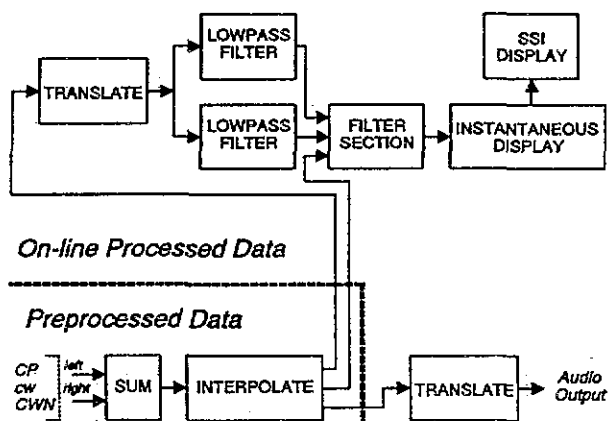 SSI
DISPLAY
LOWPASS
FILTER
TRANSLATE
LOWPASS
FILTER
FILTER
SECTION
INSTANTANEOUS
DISPLAY
On-line Processed Data
Preprocessed Data
CP
cw
CWN
left
right
SUM
INTERPOLATE
TRANSLATE
Audio
Output